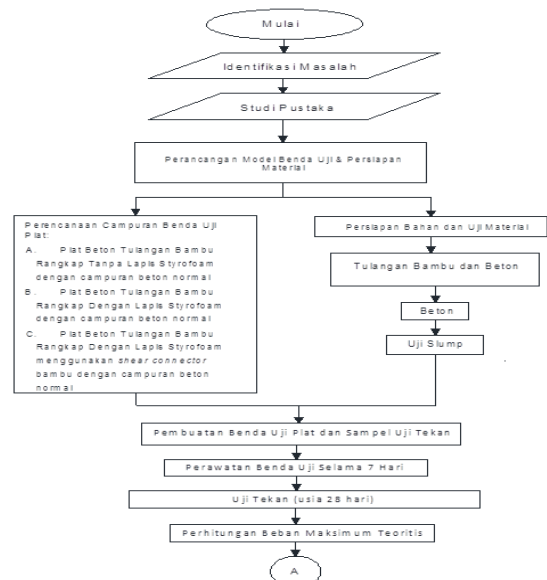 Mulai
Identifikasi Masalah
Studi Pustaka
Perancangan Model Benda Uji & Persiapan
Material
Perencanaan Campuran Benda Uji
Plat:
A. Plat Beton Tulangan Bambu
Rangkap Tanpa Lapis Styrofoam
dengan campuran beton normal
B. Plat Beton Tulangan Bambu
Rangkap Dengan Lapis Styrofoam
dengan campuran beton normal
C. Plat Beton Tulangan Bambu
Rangkap Dengan Lapis Styrofoam
menggunakan shear connector
bambu dengan campuran beton
normal
Persiapan Bahan dan Uji Material
Tulangan Bambu dan Beton
Beton
Uji Slump
Pembuatan Benda Uji Plat dan Sampel Uji Tekan
Perawatan Benda Uji Selama 7 Hari
Uji Tekan (usia 28 hari)
Perhitungan Beban Maksimum Teoritis
A